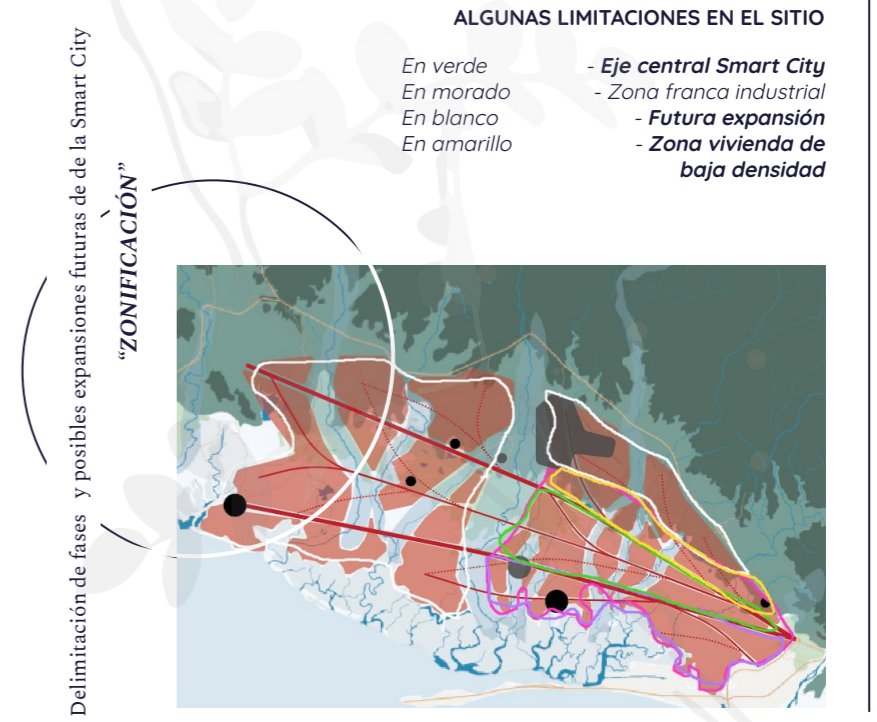 ALGUNAS LIMITACIONES EN EL SITIO
En verde - Eje central Smart City
En morado - Zona franca industrial
En blanco - Futura expansión
En amarillo - Zona vivienda de
baja densidad
Delimitación de fases y posibles expansiones futuras de de la Smart City
“ZONIFICACIÓN”